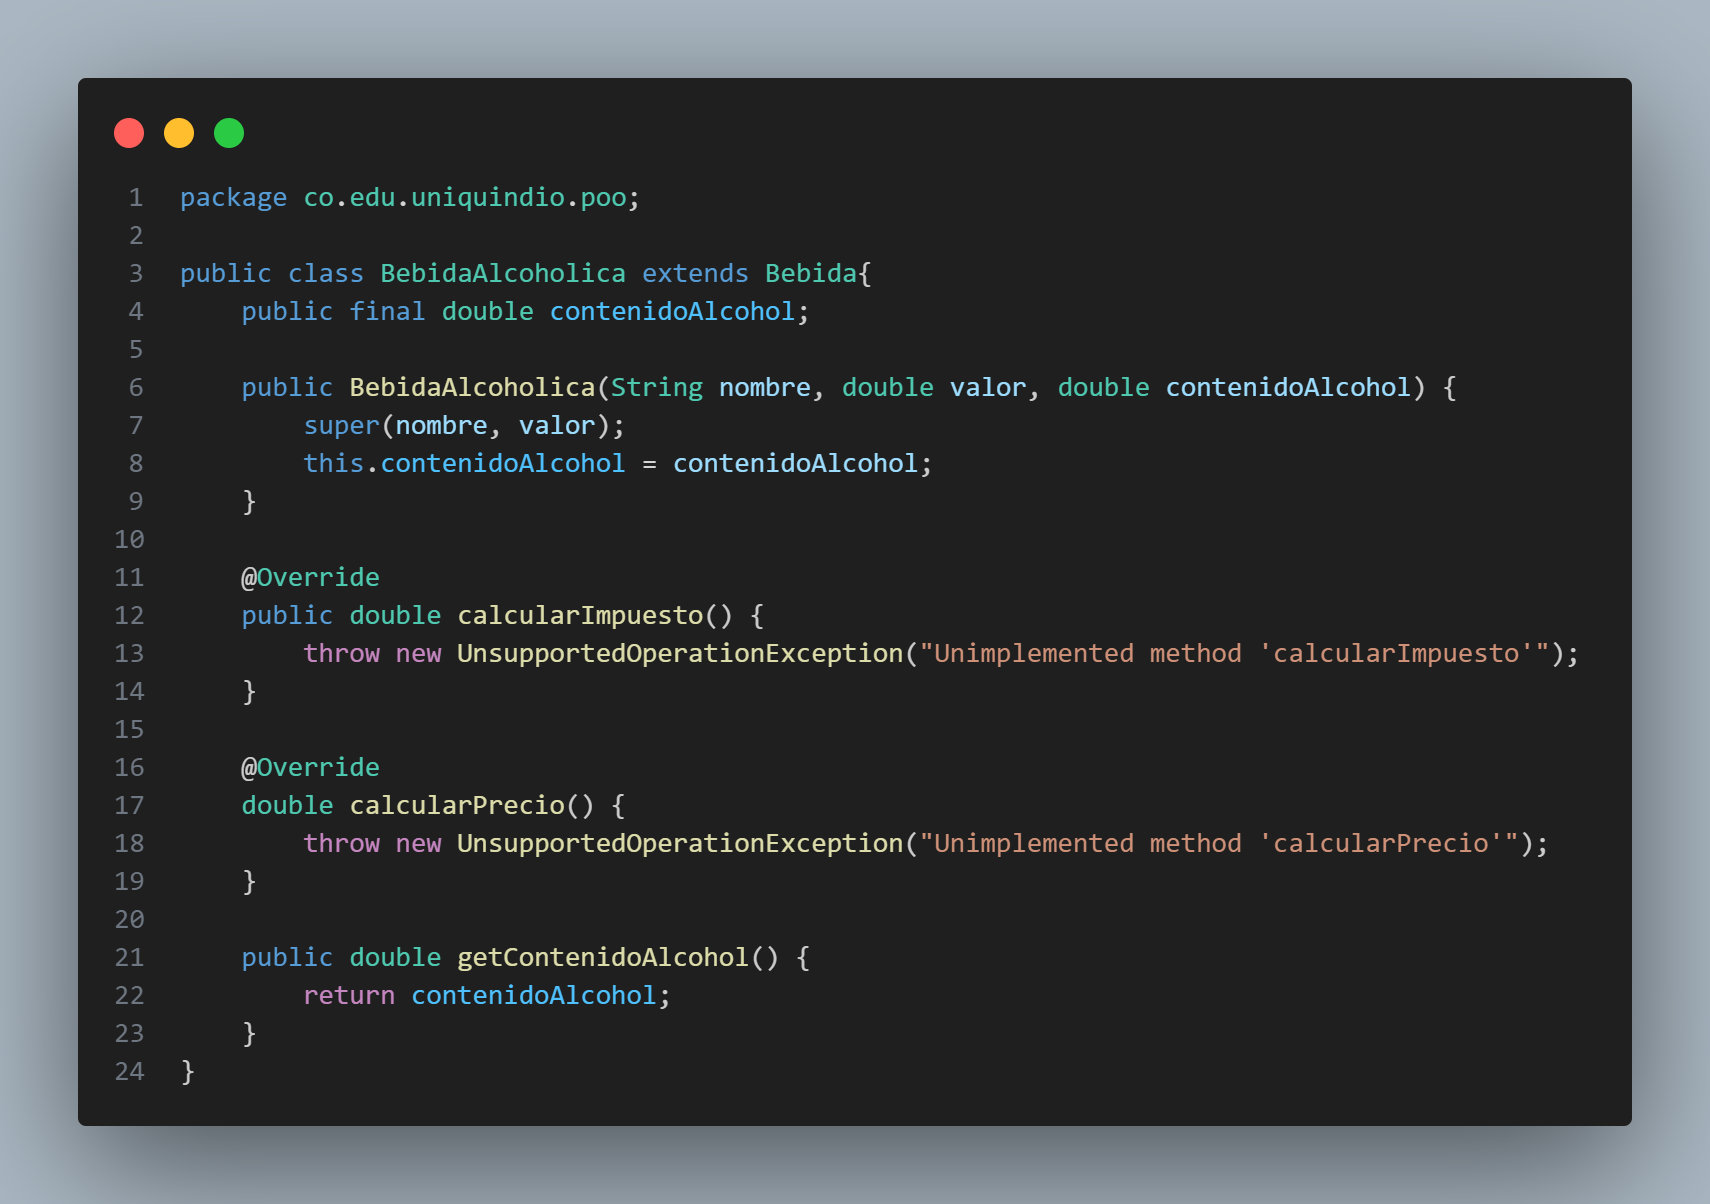 1 package co.edu.uniquindio.poo;
2
3 public class BebidaAlcoholica extends Bebida{
4     public final double contenidoAlcohol;
5
6     public BebidaAlcoholica(String nombre, double valor, double contenidoAlcohol) {
7         super(nombre, valor);
8         this.contenidoAlcohol = contenidoAlcohol;
9     }
10
11     @Override
12     public double calcularImpuesto() {
13         throw new UnsupportedOperationException("Unimplemented method 'calcularImpuesto'");
14     }
15
16     @Override
17     double calcularPrecio() {
18         throw new UnsupportedOperationException("Unimplemented method 'calcularPrecio'");
19     }
20
21     public double getContenidoAlcohol() {
22         return contenidoAlcohol;
23     }
24 }